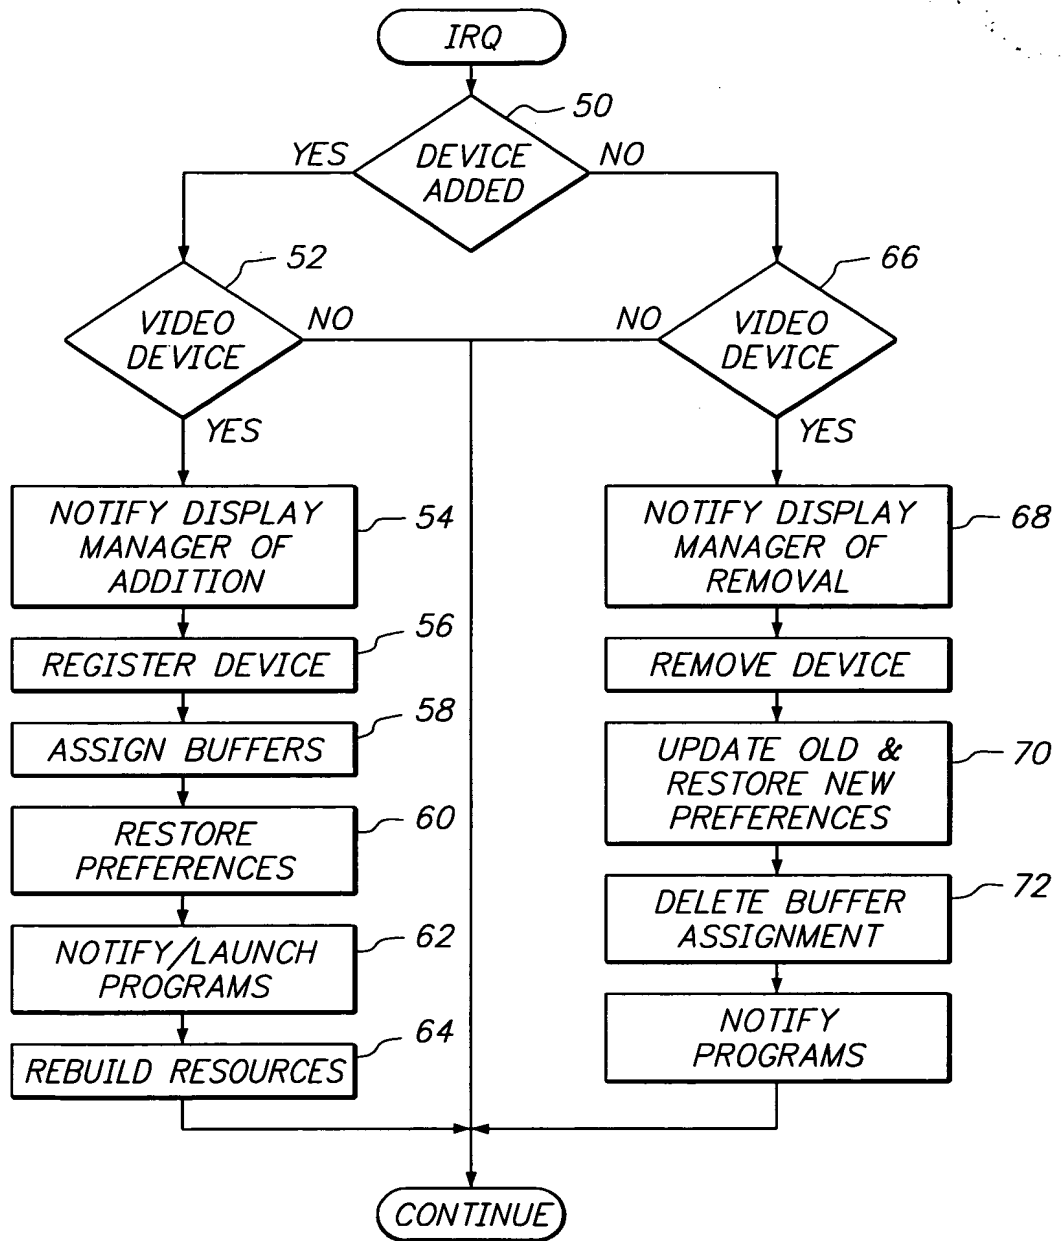 IRQ
50
YES
DEVICE
ADDED
NO
52
66
VIDEO
DEVICE
NO
NO
VIDEO
DEVICE
YES
YES
NOTIFY DISPLAY
MANAGER OF
ADDITION
54
NOTIFY DISPLAY
MANAGER OF
REMOVAL
68
56
REGISTER DEVICE
REMOVE DEVICE
58
ASSIGN BUFFERS
UPDATE OLD &
RESTORE NEW
PREFERENCES
70
RESTORE
PREFERENCES
60
DELETE BUFFER
ASSIGNMENT
72
NOTIFY/LAUNCH
PROGRAMS
62
NOTIFY
PROGRAMS
64
REBUILD RESOURCES
CONTINUE